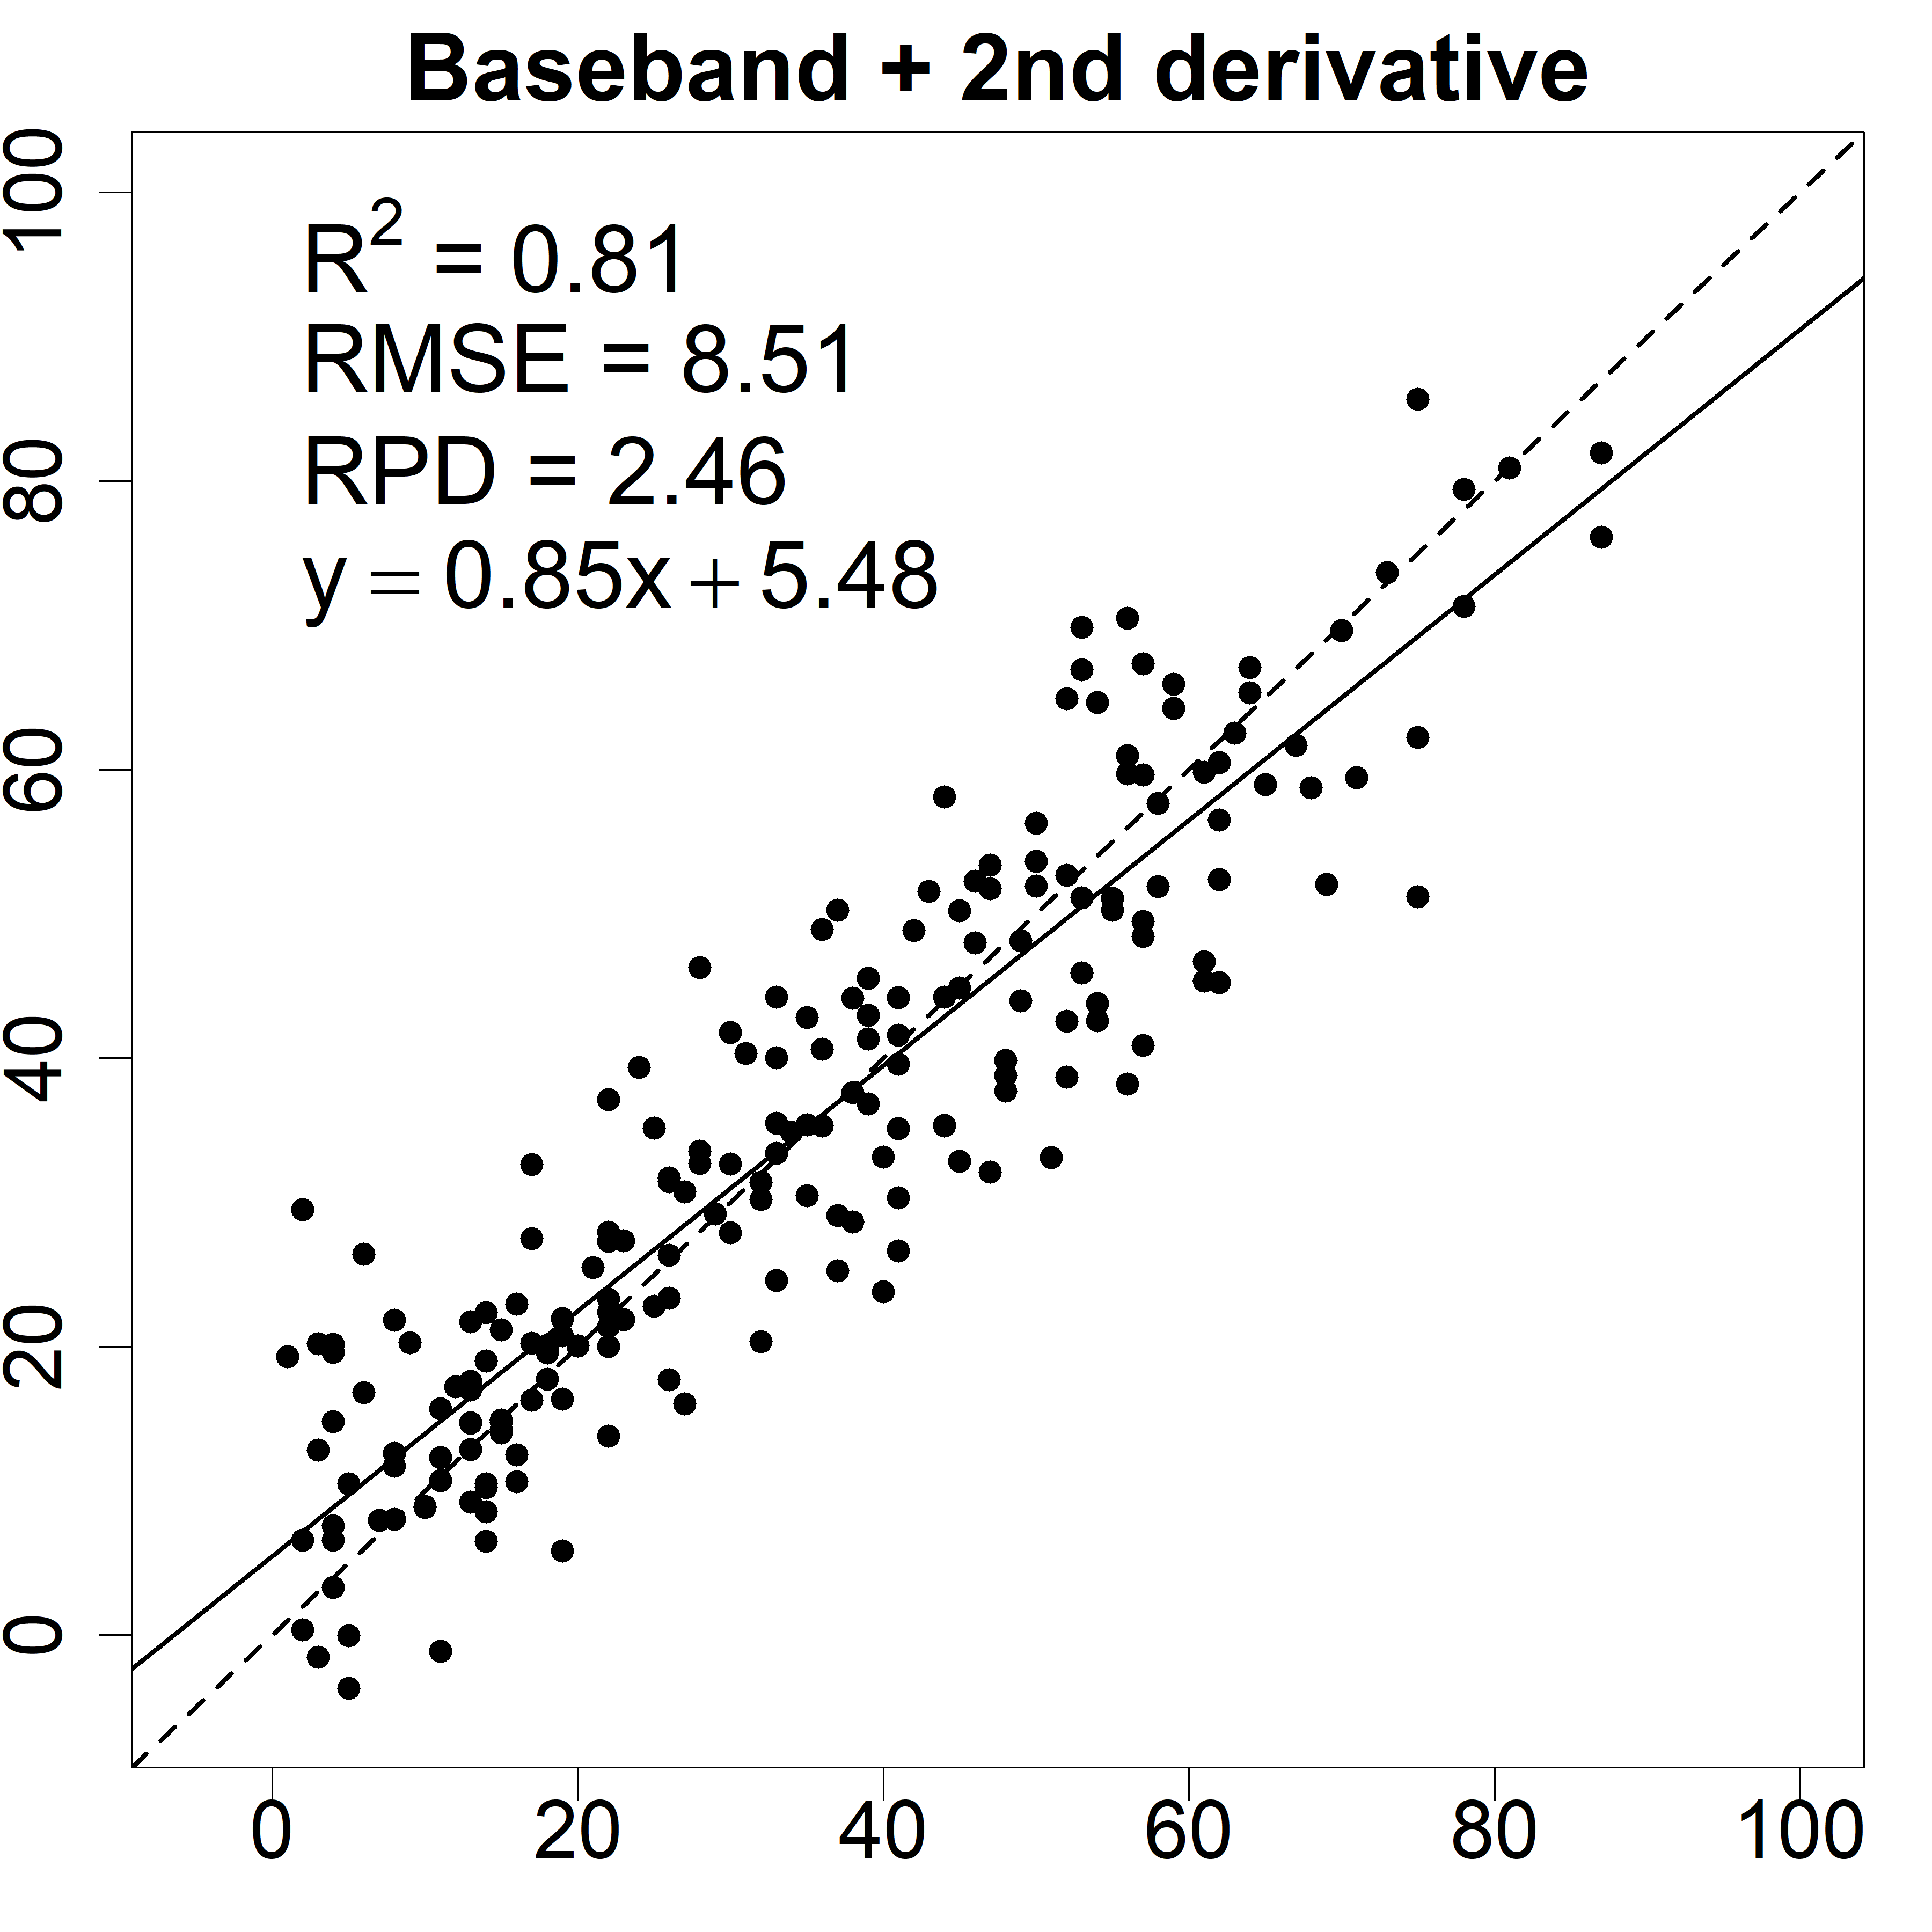 Baseband + 2nd derivative
R² = 0.81
RMSE = 8.51
RPD = 2.46
y = 0.85x + 5.48
100
80
60
40
20
0
0 20 40 60 80 100